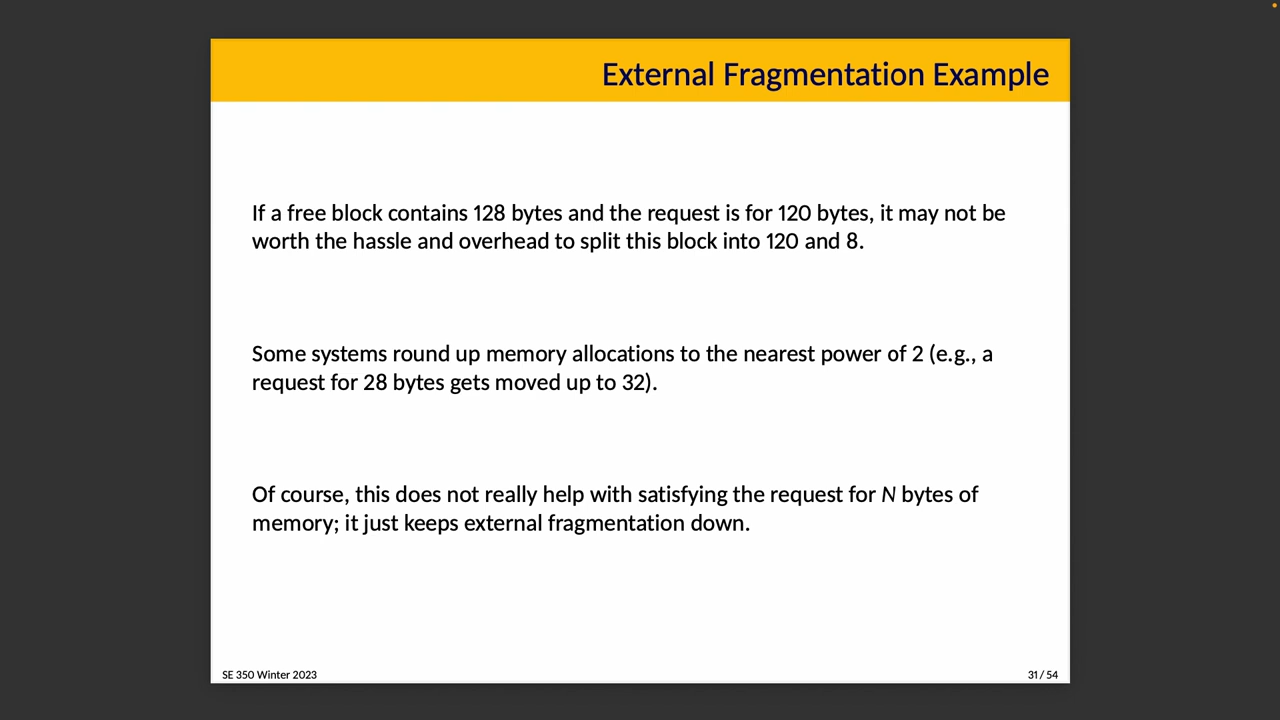 External Fragmentation Example
If a free block contains 128 bytes and the request is for 120 bytes, it may not be
worth the hassle and overhead to split this block into 120 and 8.
Some systems round up memory allocations to the nearest power of 2 (e.g., a
request for 28 bytes gets moved up to 32).
Of course, this does not really help with satisfying the request for N bytes of
memory; it just keeps external fragmentation down.
SE 350 Winter 2023
31 / 54